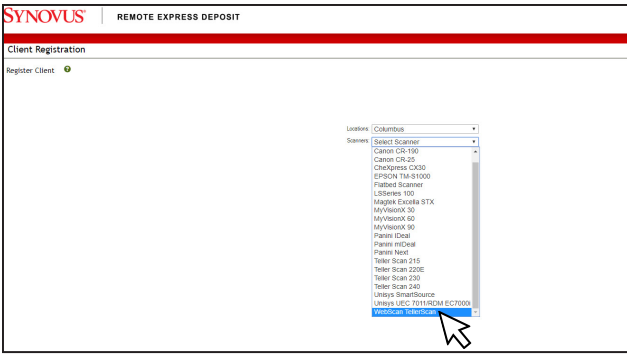 SYNOVUS®
REMOTE EXPRESS DEPOSIT
Client Registration
Register Client ?
Locations: Columbus
Scanners: Select Scanner
Canon CR-190
Canon CR-25
CheXpress CX30
EPSON TM-S1000
Flatbed Scanner
LSSeries 100
Magtek Excella STX
MyVisionX 30
MyVisionX 60
MyVisionX 90
Panini IDeal
Panini mIDeal
Panini Next
Teller Scan 215
Teller Scan 220E
Teller Scan 230
Teller Scan 240
Unisys SmartSource
Unisys UEC 7011/RDM EC7000i
WebScan TellerScan